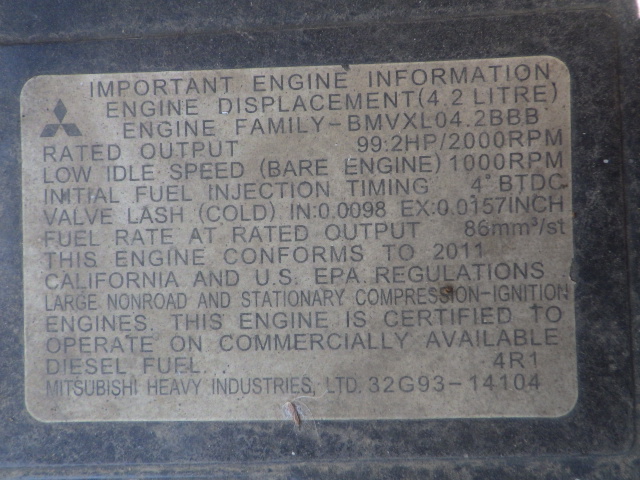 IMPORTANT ENGINE INFORMATION
ENGINE DISPLACEMENT(4.2 LITRE)
ENGINE FAMILY-BMVXL04.2BBB
RATED OUTPUT 99.2HP/2000RPM
LOW IDLE SPEED (BARE ENGINE) 1000RPM
INITIAL FUEL INJECTION TIMING 4° BTDC
VALVE LASH (COLD) IN:0.0098 EX:0.0157INCH
FUEL RATE AT RATED OUTPUT 86mm³/st
THIS ENGINE CONFORMS TO 2011
CALIFORNIA AND U.S. EPA REGULATIONS
LARGE NONROAD AND STATIONARY COMPRESSION-IGNITION
ENGINES. THIS ENGINE IS CERTIFIED TO
OPERATE ON COMMERCIALLY AVAILABLE
DIESEL FUEL. 4R1
MITSUBISHI HEAVY INDUSTRIES, LTD. 32G93-14104